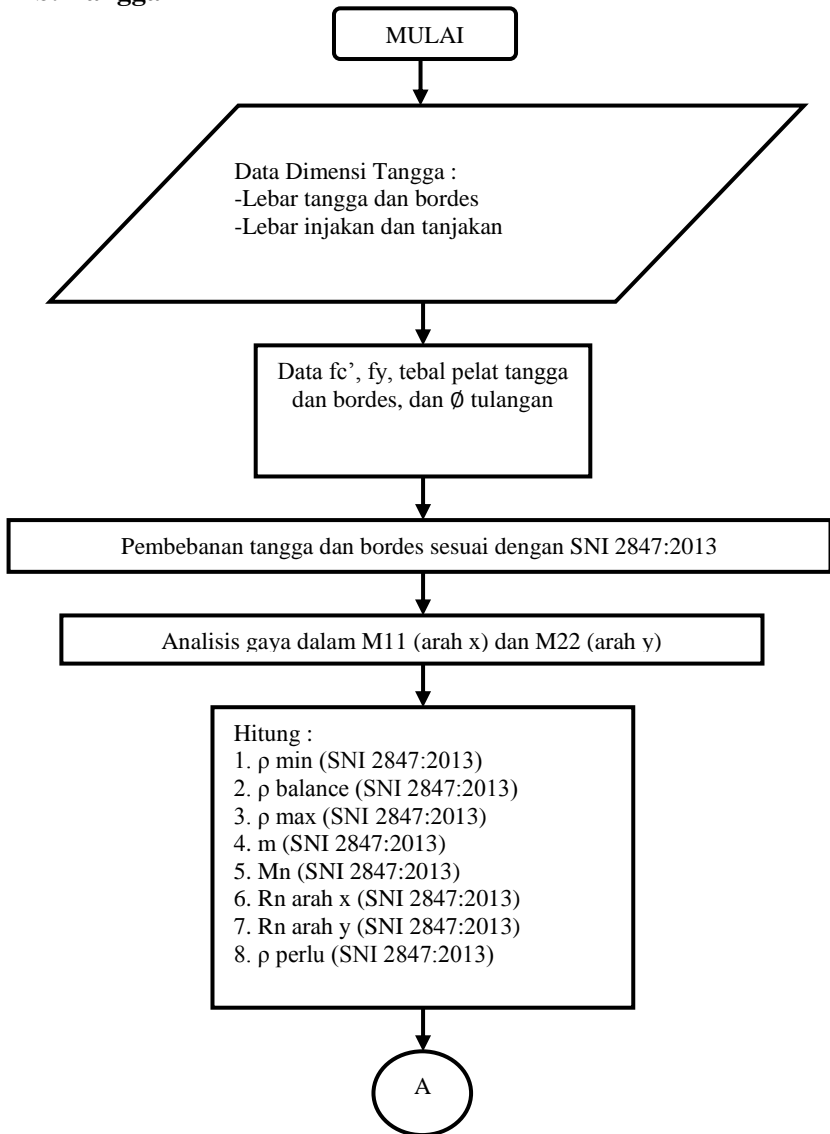 MULAI
Data Dimensi Tangga :
-Lebar tangga dan bordes
-Lebar injakan dan tanjakan
Data fc’, fy, tebal pelat tangga
dan bordes, dan Ø tulangan
Pembebanan tangga dan bordes sesuai dengan SNI 2847:2013
Analisis gaya dalam M11 (arah x) dan M22 (arah y)
Hitung :
1. ρ min (SNI 2847:2013)
2. ρ balance (SNI 2847:2013)
3. ρ max (SNI 2847:2013)
4. m (SNI 2847:2013)
5. Mn (SNI 2847:2013)
6. Rn arah x (SNI 2847:2013)
7. Rn arah y (SNI 2847:2013)
8. ρ perlu (SNI 2847:2013)
A